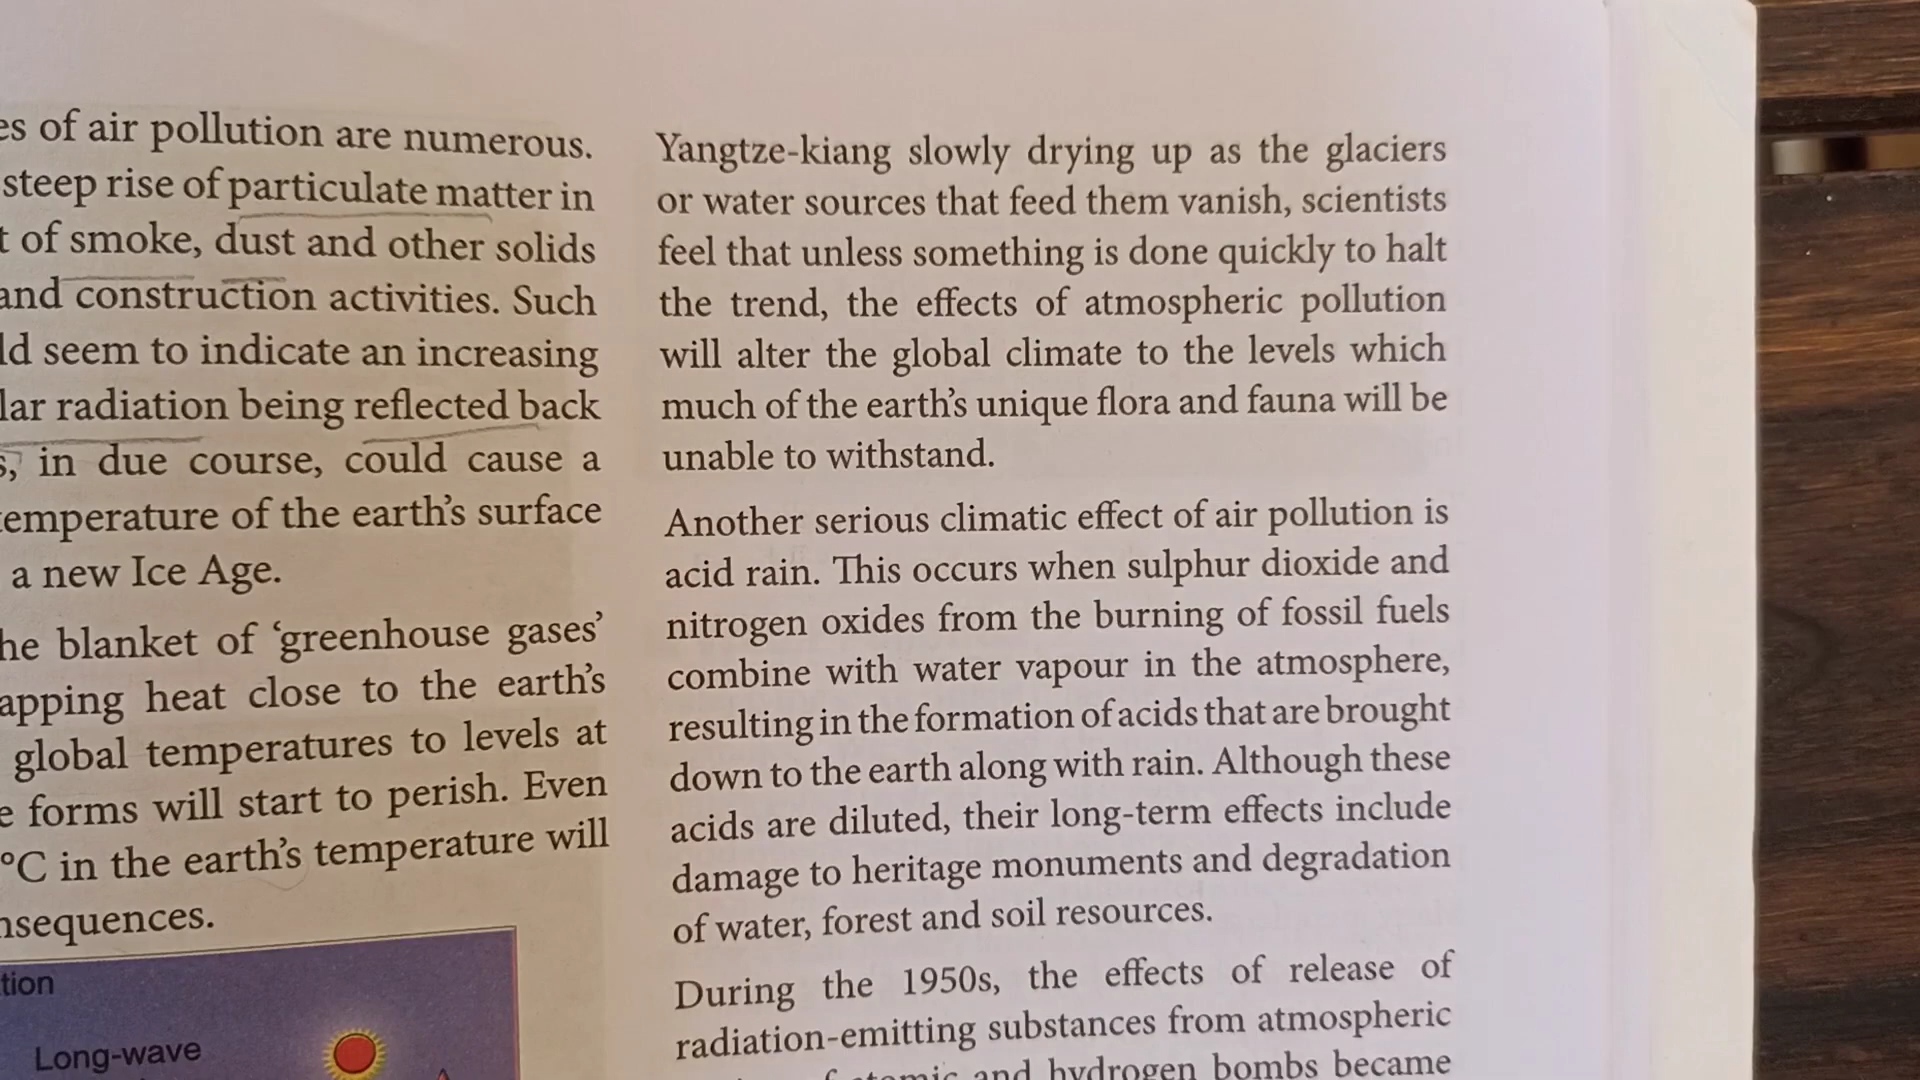 of air pollution are numerous.
steep rise of particulate matter in
of smoke, dust and other solids
and construction activities. Such
seem to indicate an increasing
radiation being reflected back
in due course, could cause a
temperature of the earth's surface
a new Ice Age.
blanket of 'greenhouse gases'
heat close to the earth's
global temperatures to levels at
forms will start to perish. Even
°C in the earth's temperature will
Long-wave
Yangtze-kiang slowly drying up as the glaciers
or water sources that feed them vanish, scientists
feel that unless something is done quickly to halt
the trend, the effects of atmospheric pollution
will alter the global climate to the levels which
much of the earth's unique flora and fauna will be
unable to withstand.
Another serious climatic effect of air pollution is
acid rain. This occurs when sulphur dioxide and
nitrogen oxides from the burning of fossil fuels
combine with water vapour in the atmosphere,
resulting in the formation of acids that are brought
down to the earth along with rain. Although these
acids are diluted, their long-term effects include
damage to heritage monuments and degradation
of water, forest and soil resources.
During the 1950s, the effects of release of
radiation-emitting substances from atmospheric
and hydrogen bombs became